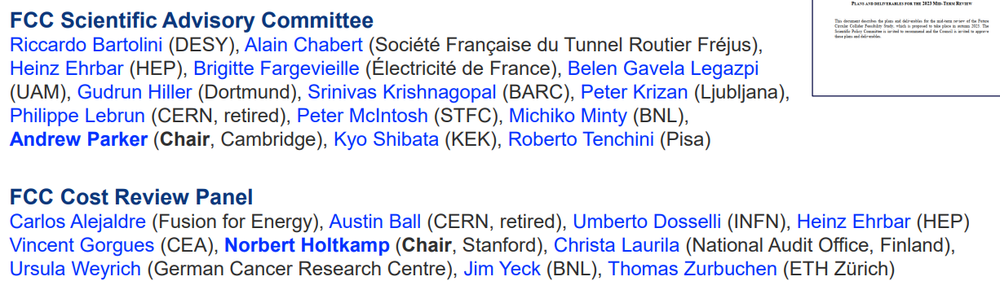 FCC Scientific Advisory Committee
Riccardo Bartolini (DESY), Alain Chabert (Société Française du Tunnel Routier Fréjus),
Heinz Ehrbar (HEP), Brigitte Fargevieille (Électricité de France), Belen Gavela Legazpi
(UAM), Gudrun Hiller (Dortmund), Srinivas Krishnagopal (BARC), Peter Krizan (Ljubljana),
Philippe Lebrun (CERN, retired), Peter McIntosh (STFC), Michiko Minty (BNL),
Andrew Parker (Chair, Cambridge), Kyo Shibata (KEK), Roberto Tenchini (Pisa)
PLANS AND DELIVERABLES FOR THE 2023 MID-TERM REVIEW
This document describes the plans and deliverables for the mid-term review of the Future
Circular Collider Feasibility Study, which is proposed to take place in autumn 2023. The
Scientific Policy Committee is invited to recommend and the Council is invited to approve
these plans and deliverables.
FCC Cost Review Panel
Carlos Alejaldre (Fusion for Energy), Austin Ball (CERN, retired), Umberto Dosselli (INFN), Heinz Ehrbar (HEP)
Vincent Gorgues (CEA), Norbert Holtkamp (Chair, Stanford), Christa Laurila (National Audit Office, Finland),
Ursula Weyrich (German Cancer Research Centre), Jim Yeck (BNL), Thomas Zurbuchen (ETH Zürich)